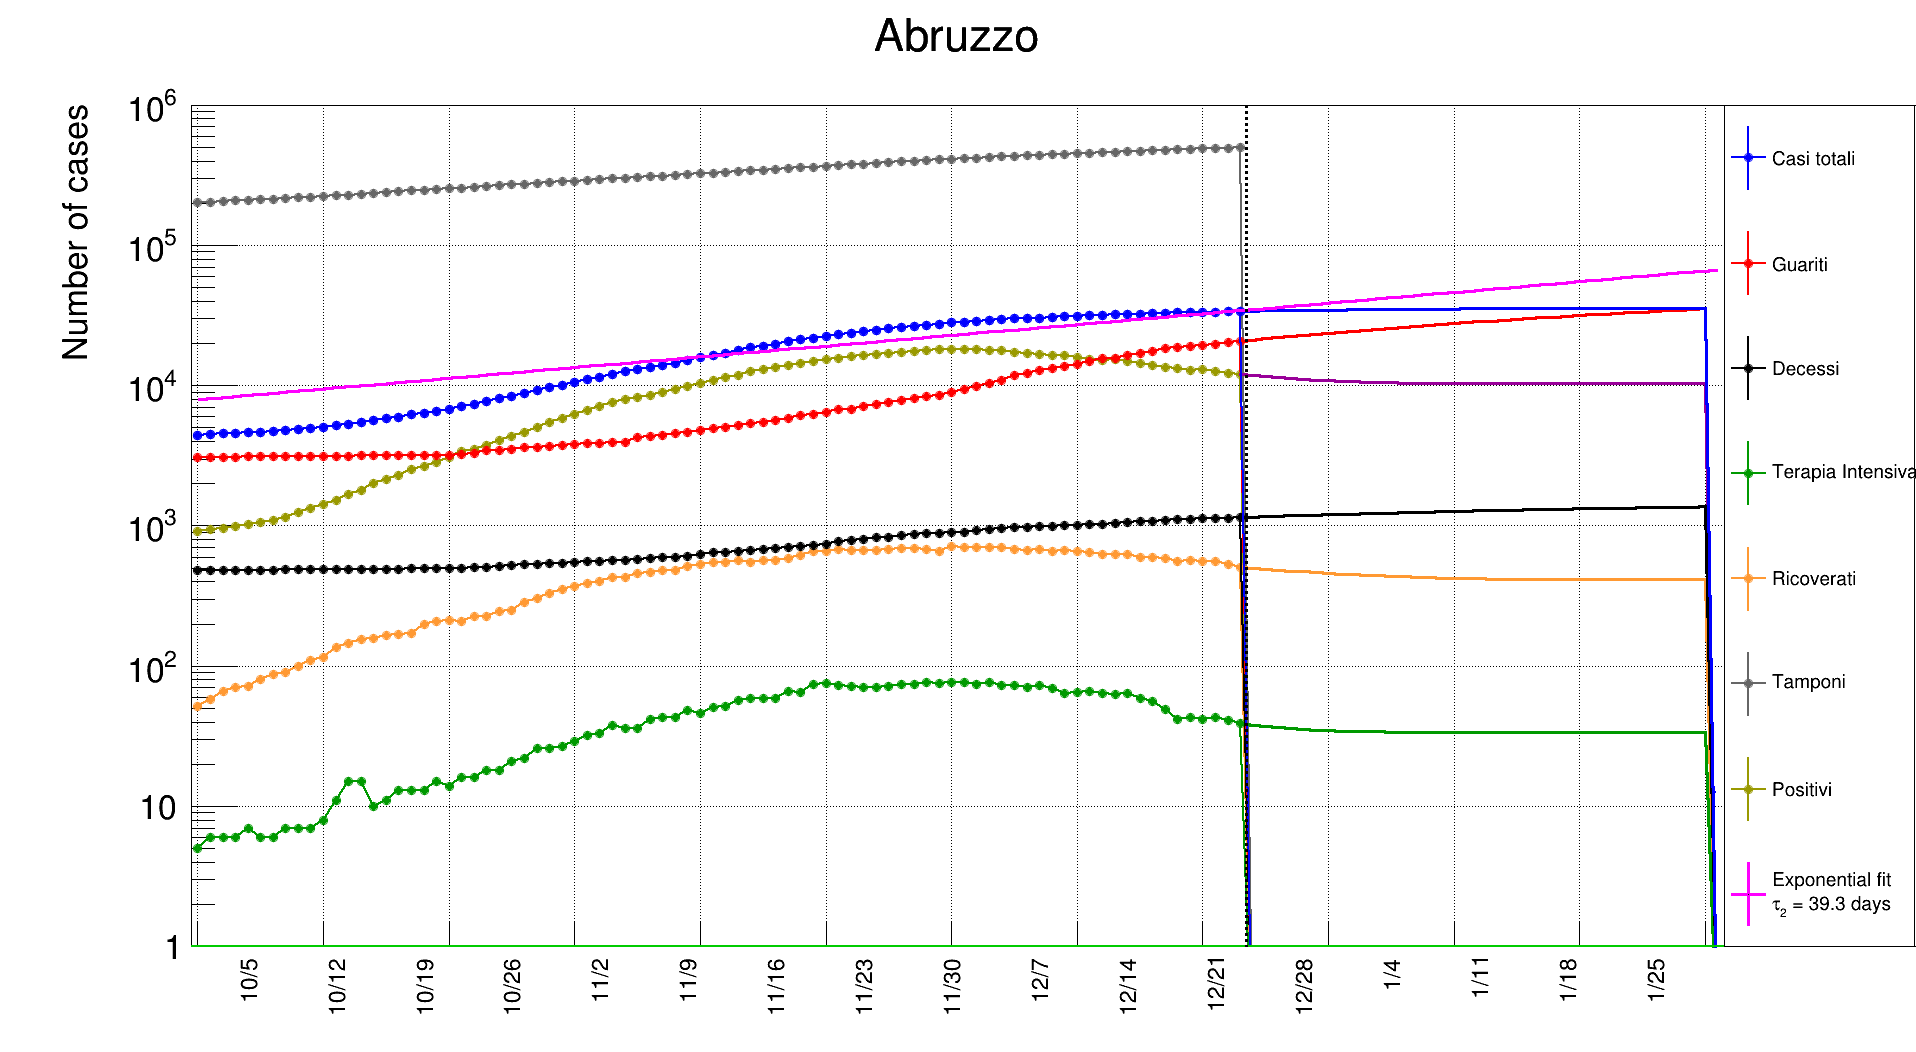 Abruzzo
Number of cases
10^6
10^5
10^4
10^3
10^2
10
1
10/5
10/12
10/19
10/26
11/2
11/9
11/16
11/23
11/30
12/7
12/14
12/21
12/28
1/4
1/11
1/18
1/25
Casi totali
Guariti
Decessi
Terapia Intensiva
Ricoverati
Tamponi
Positivi
Exponential fit
τ_2 = 39.3 days